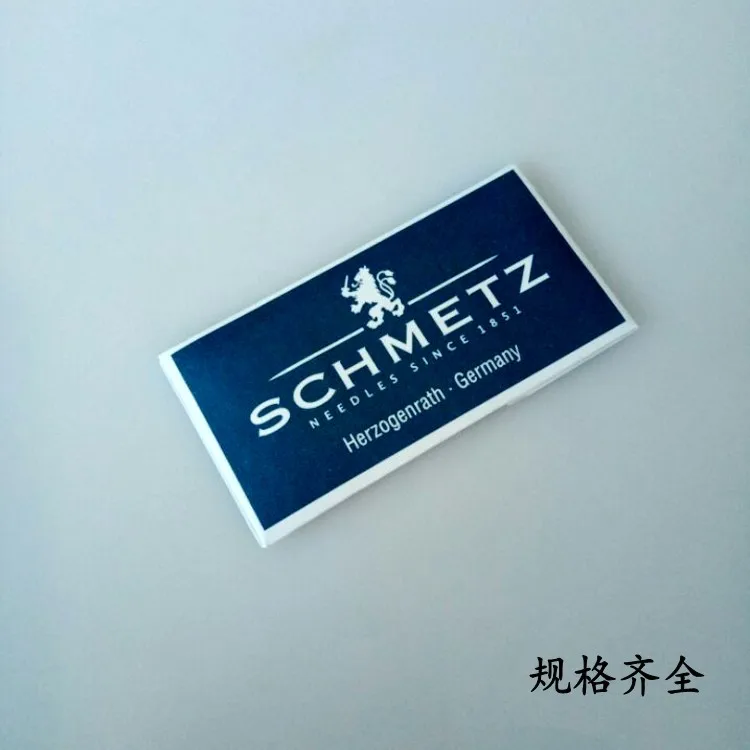 SCHMETZ
NEEDLES SINCE 1851
Herzogenrath · Germany
规格齐全